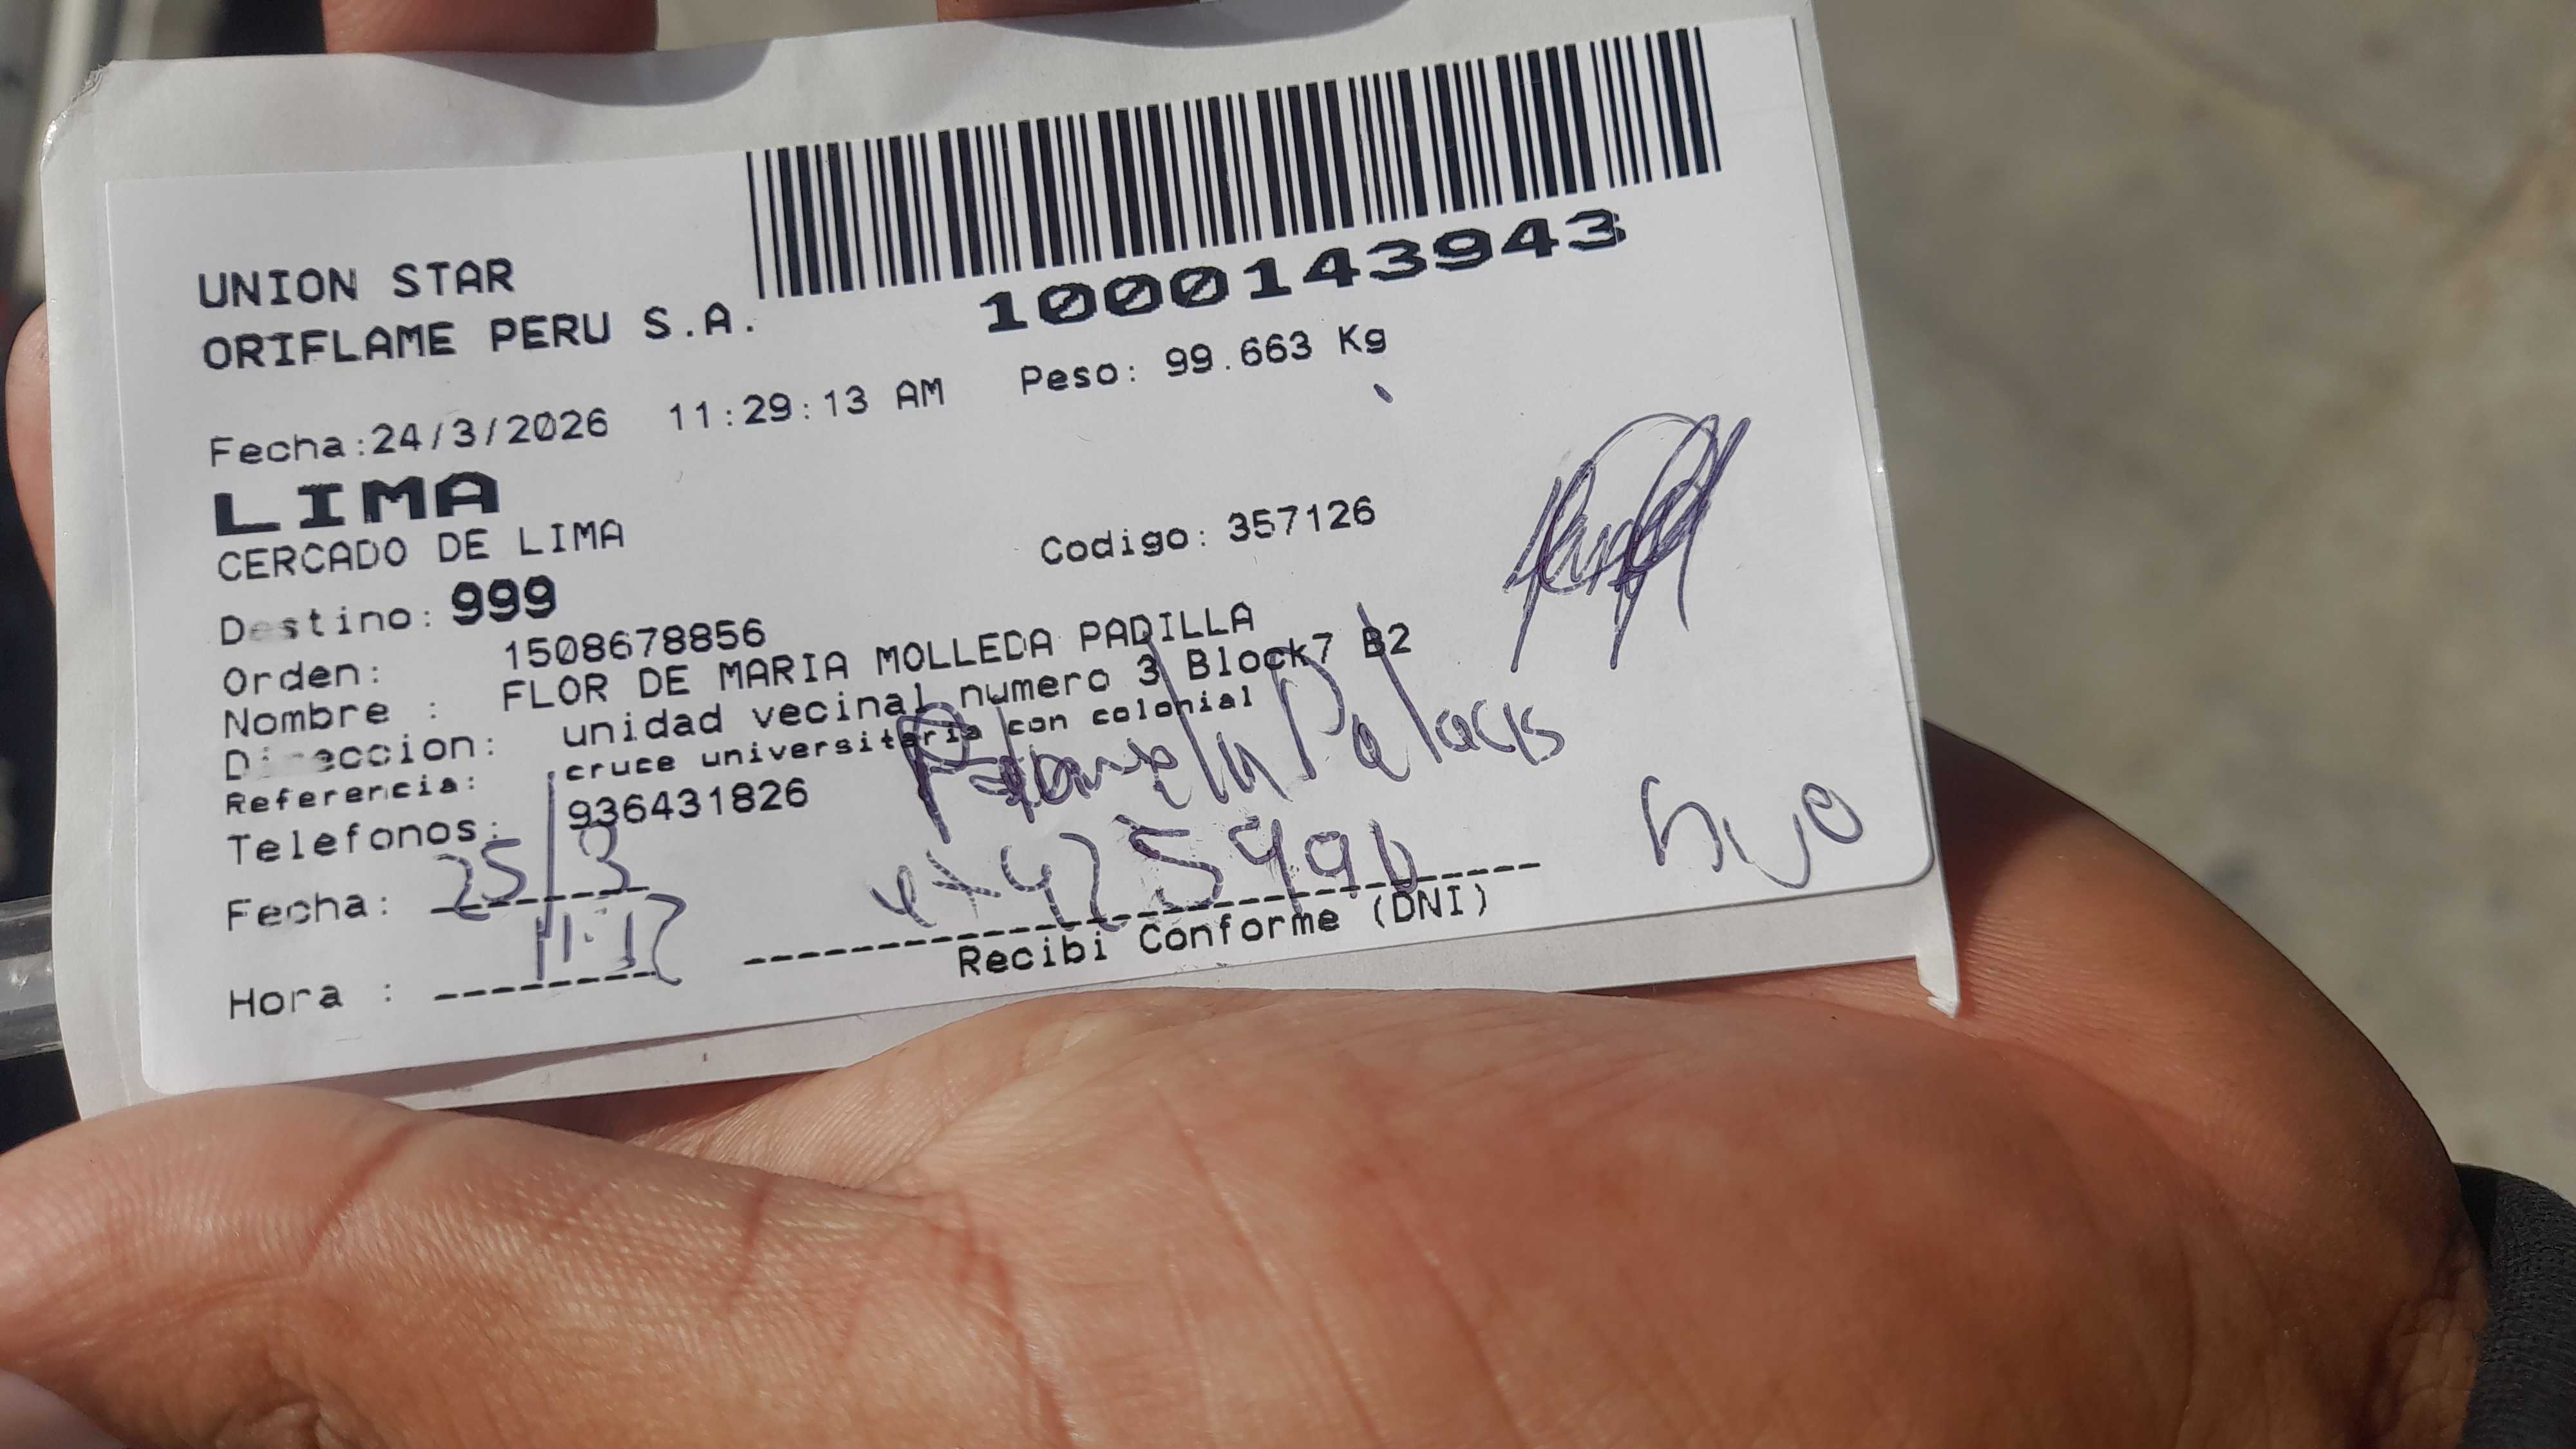 UNION STAR
ORIFLAME PERU S.A.
1000143943
Fecha:24/3/2026 11:29:13 AM Peso: 99.663 Kg
LIMA
CERCADO DE LIMA
Codigo: 357126
Destino: 999
Orden: 1508678856
Nombre : FLOR DE MARIA MOLLEDA PADILLA
Direccion: unidad vecinal numero 3 Block7 B2
Referencia: cruce universitaria con colonial
Telefonos: 936431826
Pamela Palacis
Fecha: 25/3
Hora : 11:12
Recibi Conforme (DNI)